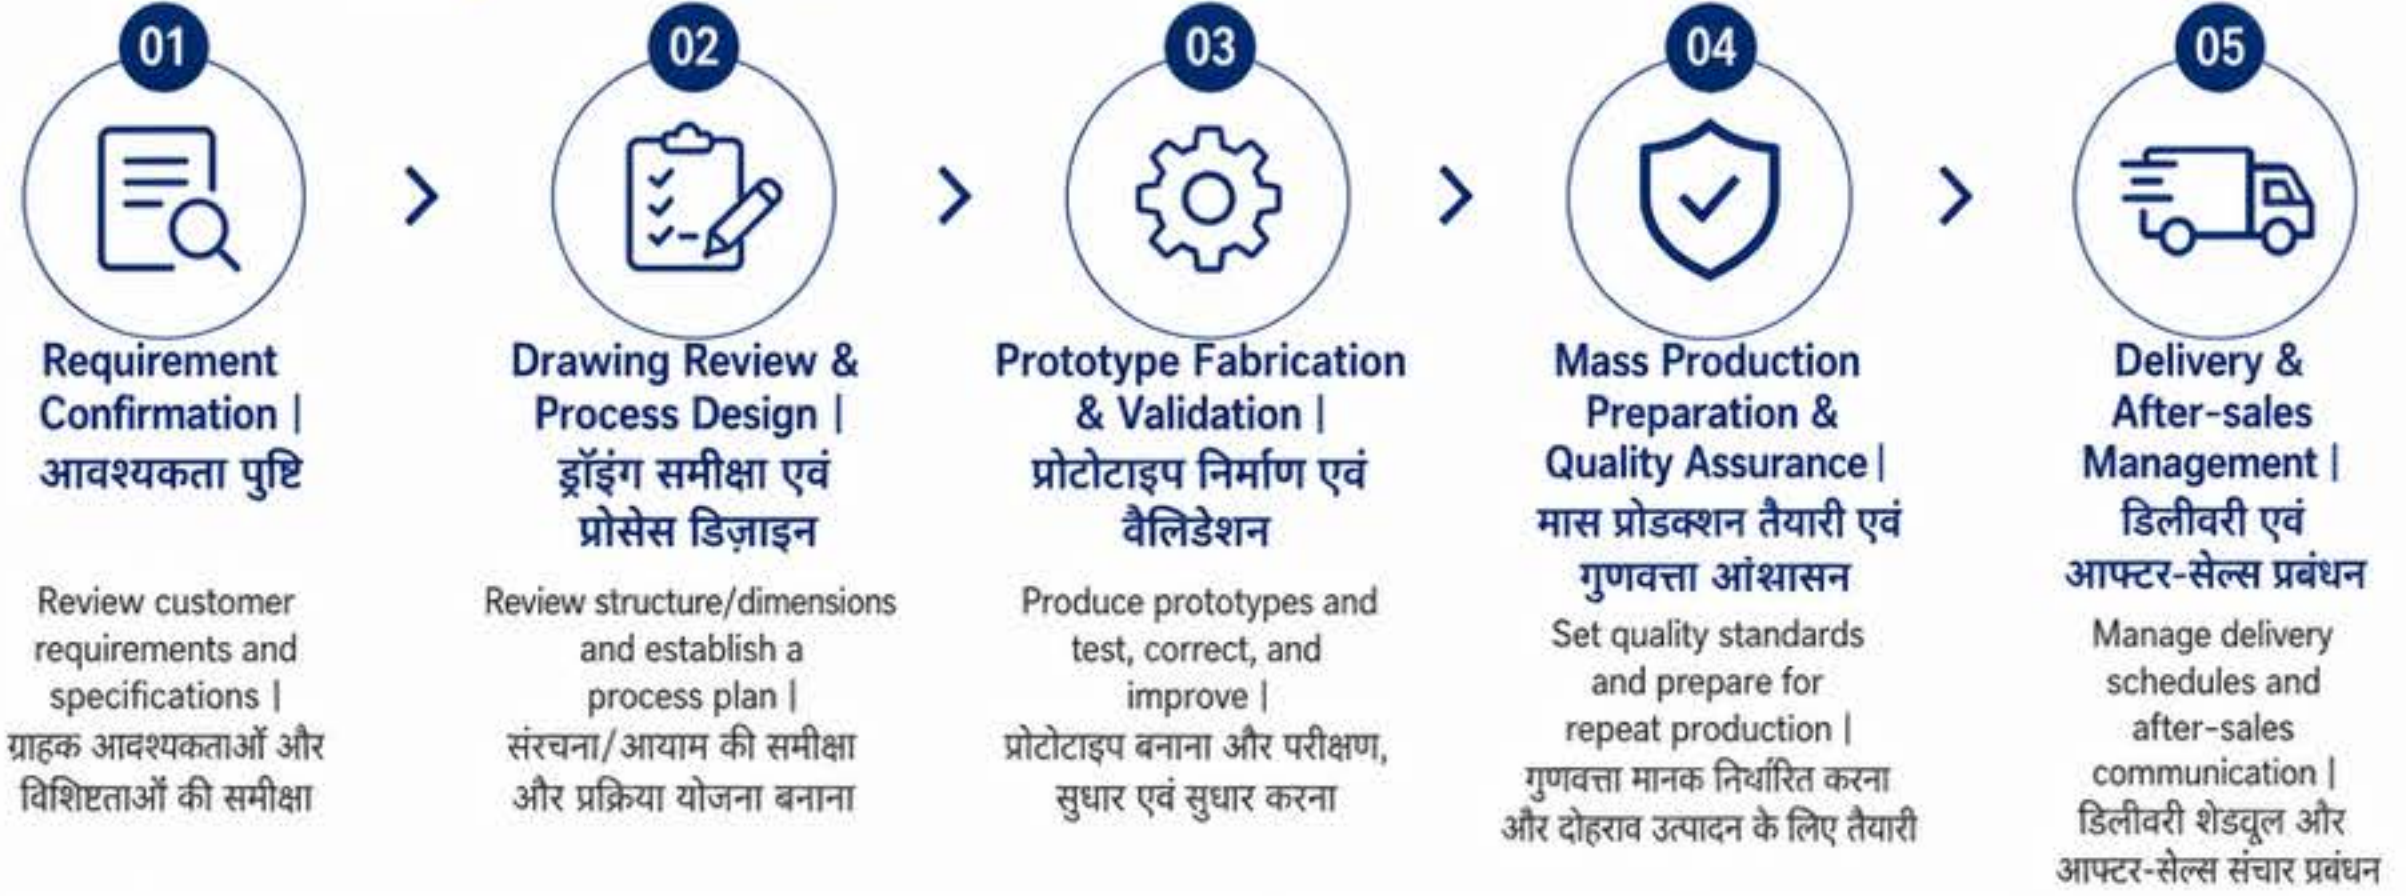 01
Requirement
Confirmation |
आवश्यकता पुष्टि
Review customer
requirements and
specifications |
ग्राहक आवश्यकताओं और
विशिष्टताओं की समीक्षा
02
Drawing Review &
Process Design |
ड्रॉइंग समीक्षा एवं
प्रोसेस डिज़ाइन
Review structure/dimensions
and establish a
process plan |
संरचना/आयाम की समीक्षा
और प्रक्रिया योजना बनाना
03
Prototype Fabrication
& Validation |
प्रोटोटाइप निर्माण एवं
वैलिडेशन
Produce prototypes and
test, correct, and
improve |
प्रोटोटाइप बनाना और परीक्षण,
सुधार एवं सुधार करना
04
Mass Production
Preparation &
Quality Assurance |
मास प्रोडक्शन तैयारी एवं
गुणवत्ता
Set quality standards
and prepare for
repeat production |
गुणवत्ता मानक निर्धारित करना
और दोहराव उत्पादन के लिए तैयारी
05
Delivery &
After-sales
Management |
डिलीवरी एवं
आफ्टर-सेल्स प्रबंधन
Manage delivery
schedules and
after-sales
communication |
डिलीवरी और
आफ्टर-सेल्स संचार प्रबंधन